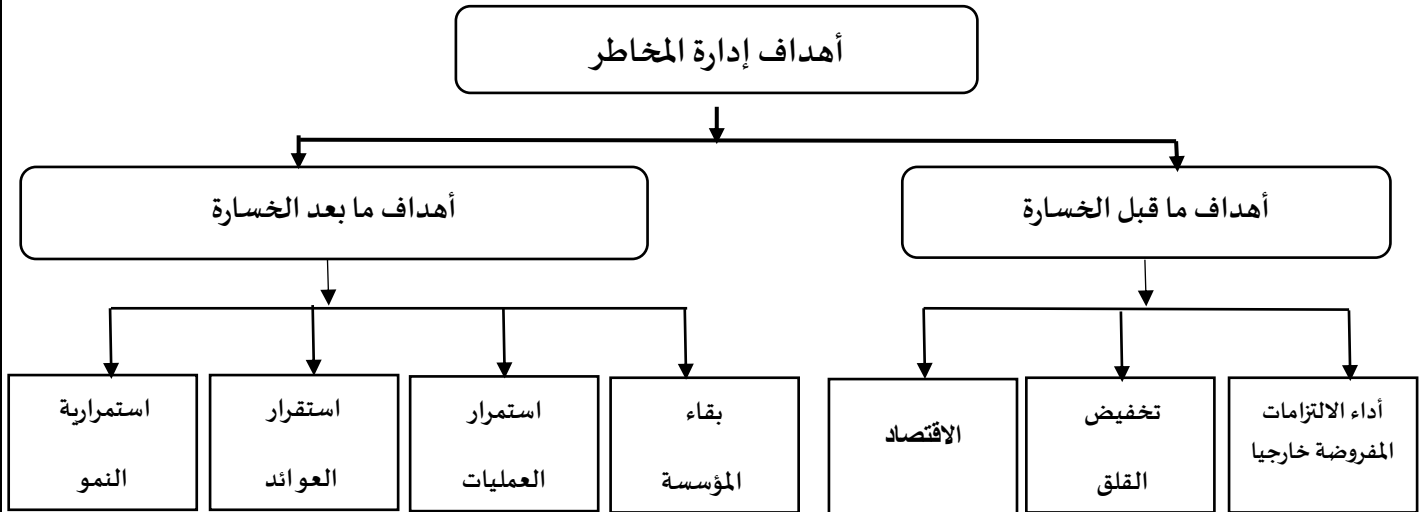 أهداف إدارة المخاطر
أهداف ما قبل الخسارة
أهداف ما بعد الخسارة
أداء الالتزامات
المفروضة خارجيا
تخفيض
القلق
الاقتصاد
بقاء
المؤسسة
استمرار
العمليات
استقرار
العوائد
استمرارية
النمو